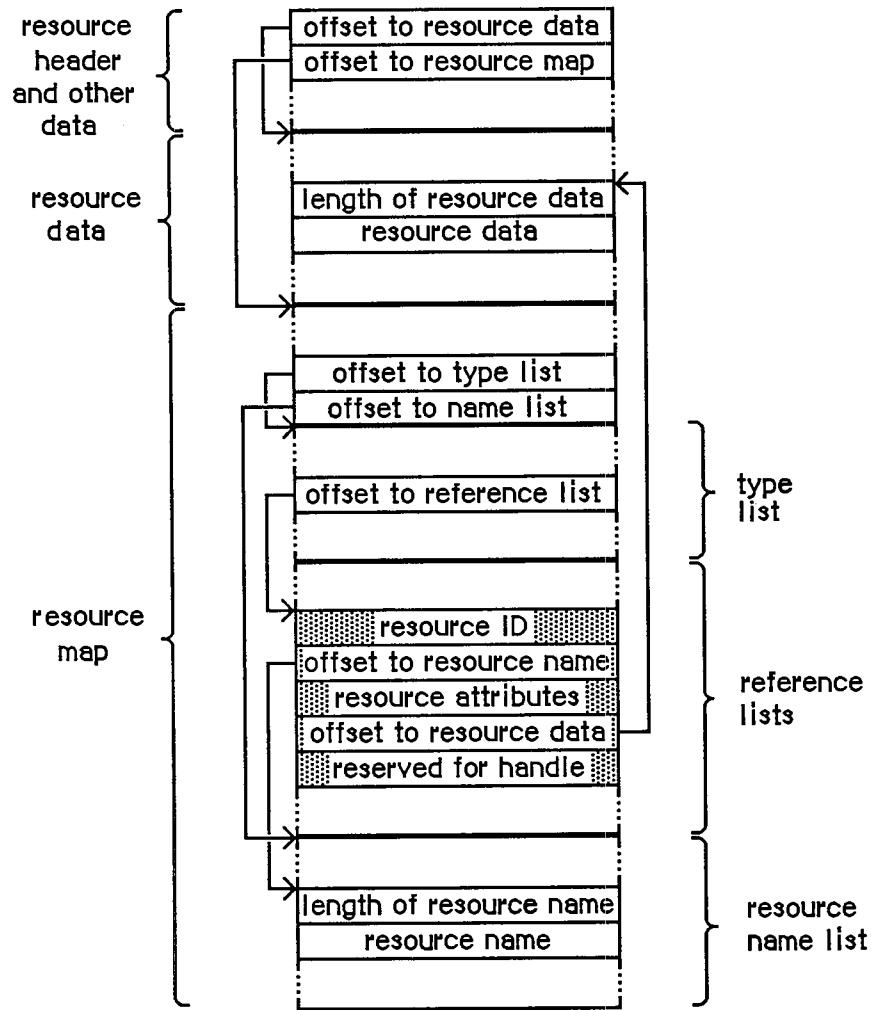 resource
header
and other
data
offset to resource data
offset to resource map
resource
data
length of resource data
resource data
resource
map
offset to type list
offset to name list
offset to reference list
type
list
resource ID
offset to resource name
resource attributes
offset to resource data
reserved for handle
reference
lists
length of resource name
resource name
resource
name list